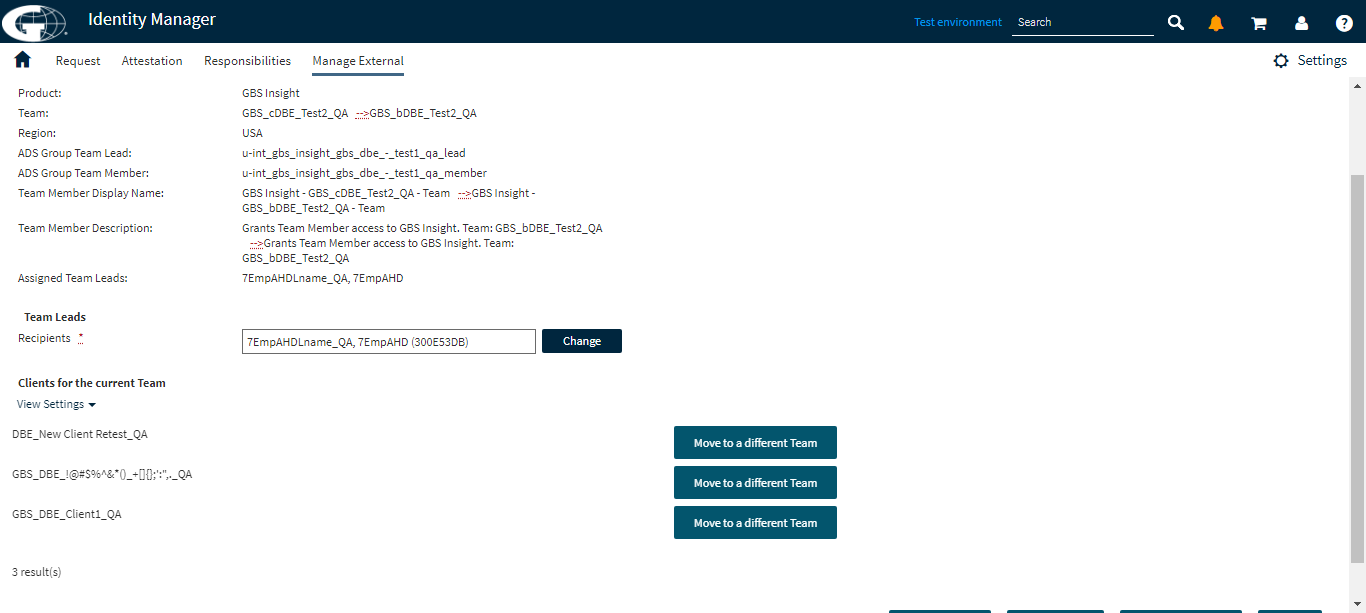 Identity Manager
Test environment
Search
Request
Attestation
Responsibilities
Manage External
Settings
Product: GBS Insight
Team: GBS_cDBE_Test2_QA -->GBS_bDBE_Test2_QA
Region: USA
ADS Group Team Lead: u-int_gbs_insight_gbs_dbe_-_test1_qa_lead
ADS Group Team Member: u-int_gbs_insight_gbs_dbe_-_test1_qa_member
Team Member Display Name: GBS Insight - GBS_cDBE_Test2_QA - Team -->GBS Insight -
GBS_bDBE_Test2_QA - Team
Team Member Description: Grants Team Member access to GBS Insight. Team: GBS_bDBE_Test2_QA
-->Grants Team Member access to GBS Insight. Team:
GBS_bDBE_Test2_QA
Assigned Team Leads: 7EmpAHDLname_QA, 7EmpAHD
Team Leads
Recipients *
7EmpAHDLname_QA, 7EmpAHD (300E53DB)
Change
Clients for the current Team
View Settings
DBE_New Client Retest_QA
Move to a different Team
GBS_DBE_!@#$%^&*()_+[]{};':",._QA
Move to a different Team
GBS_DBE_Client1_QA
Move to a different Team
3 result(s)